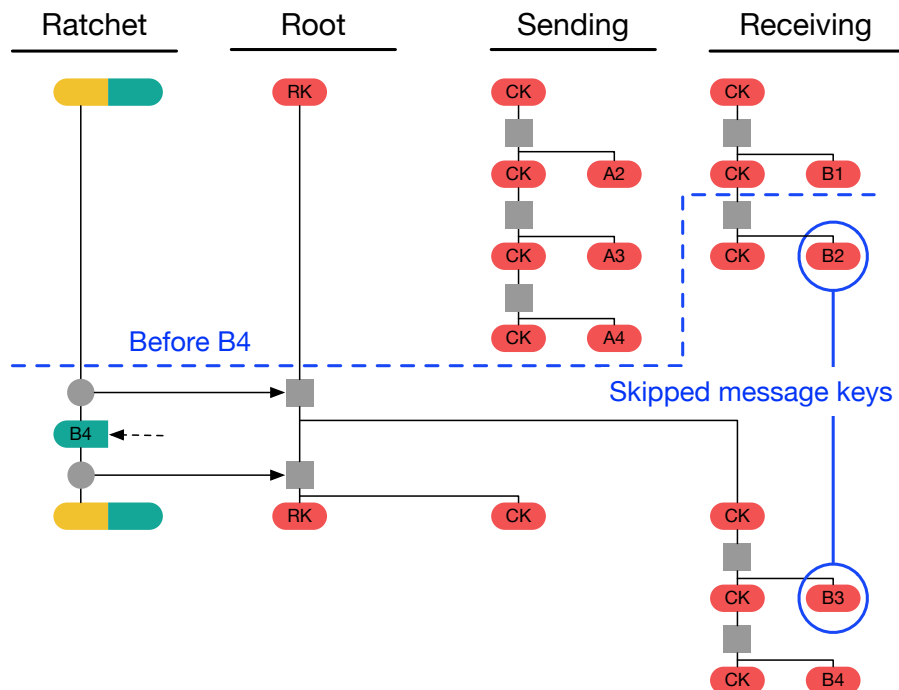 Ratchet Root Sending Receiving
RK CK CK
CK A2 CK B1
CK A3 CK B2
Before B4 CK A4
Skipped message keys
B4
RK CK CK
CK B3
CK B4